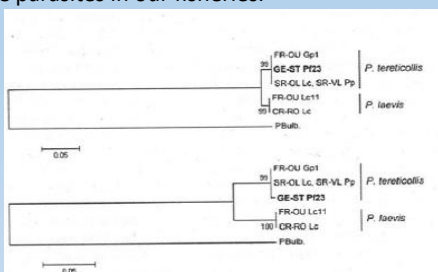 parasites in our fisheries.
FR-OU Gp1
99
GE-ST Pf23
P. tereticollis
SR-OL Lc, SR-VL Pp
FR-OU Lc11
P. laevis
99
CR-RO Lc
PBulb.
0.05
FR-OU Gp1
99
SR-OL Lc, SR-VL Pp
P. tereticollis
GE-ST Pf23
FR-OU Lc11
P. laevis
100
CR-RO Lc
PBulb.
0.05